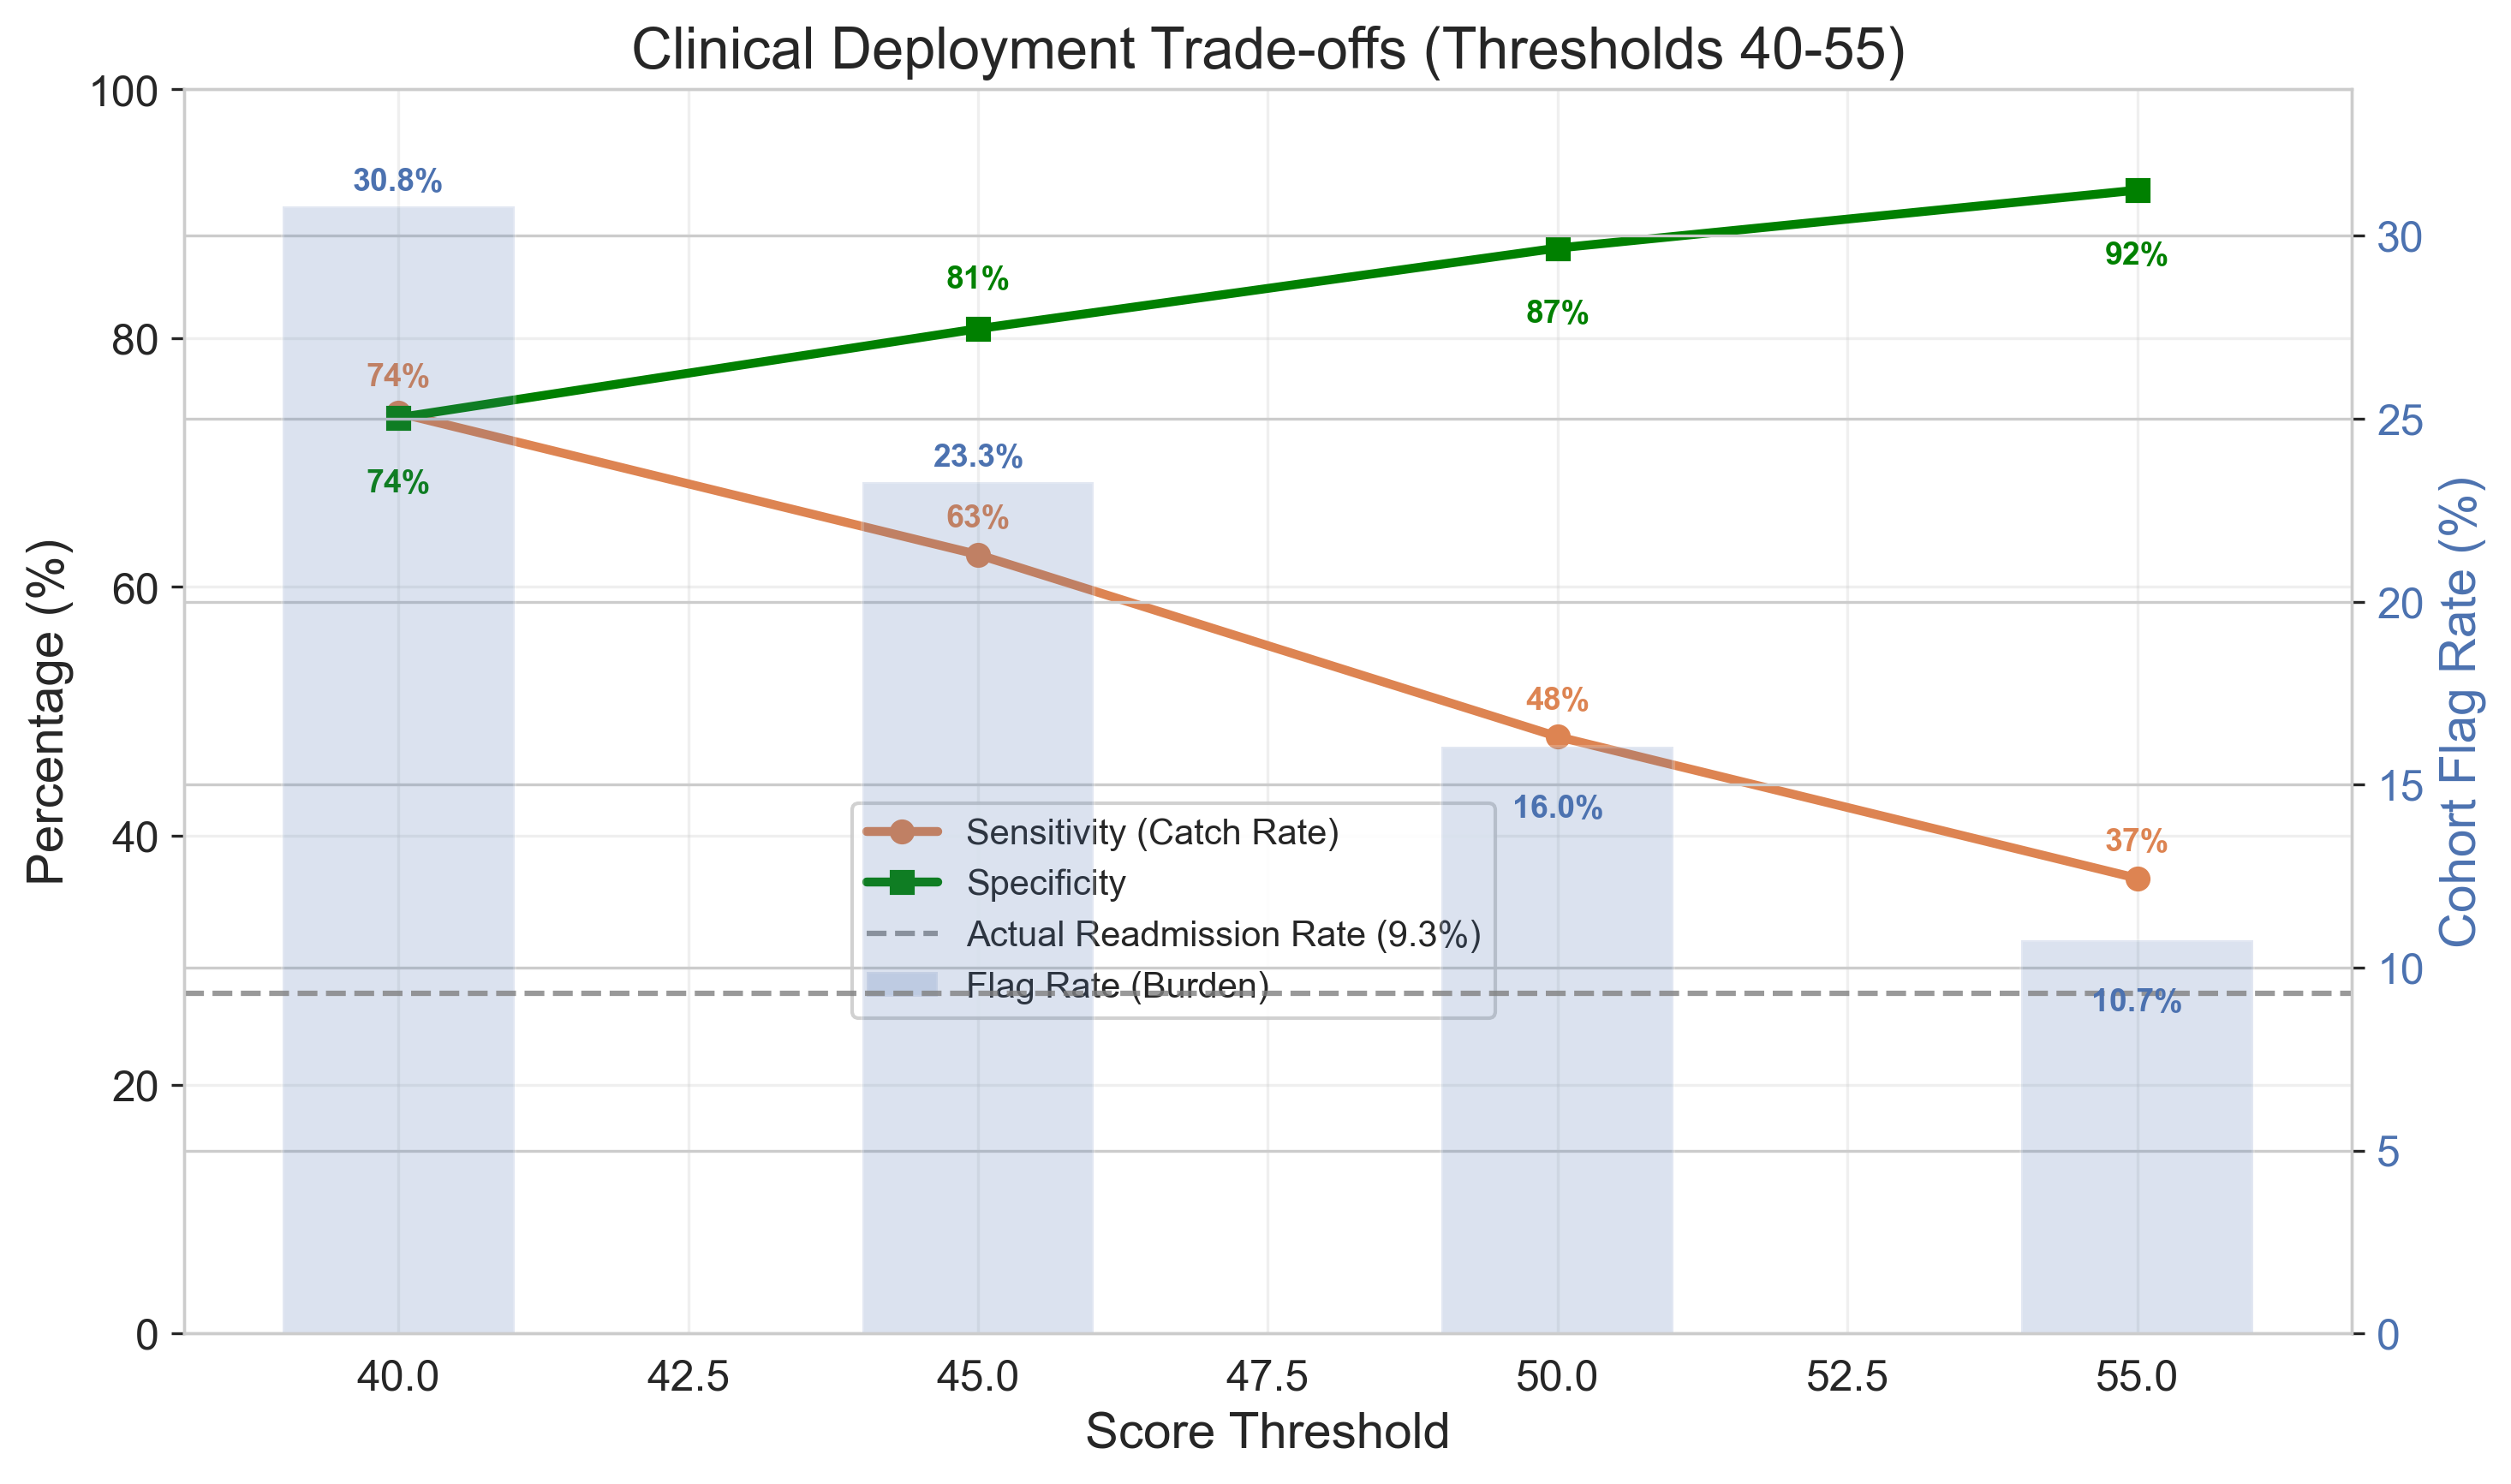 Clinical Deployment Trade-offs (Thresholds 40-55)
100
80
60
40
20
0
Percentage (%)
30.8%
74%
74%
81%
23.3%
63%
87%
48%
16.0%
92%
37%
10.7%
Sensitivity (Catch Rate)
Specificity
Actual Readmission Rate (9.3%)
Flag Rate (Burden)
30
25
20
15
10
5
0
Cohort Flag Rate (%)
40.0 42.5 45.0 47.5 50.0 52.5 55.0
Score Threshold